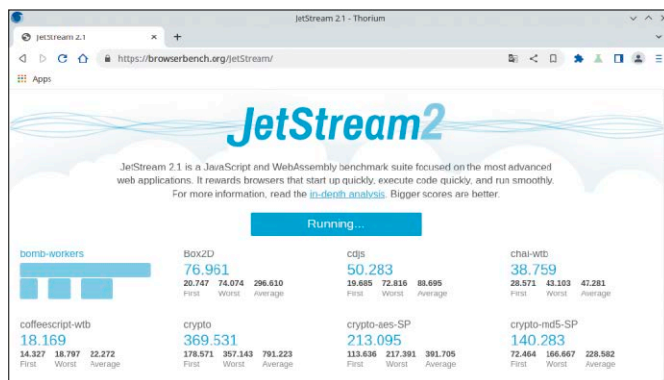 JetStream 2.1 - Thorium
JetStream 2.1
https://browserbench.org/JetStream/
Apps
JetStream2
JetStream 2.1 is a JavaScript and WebAssembly benchmark suite focused on the most advanced
web applications. It rewards browsers that start up quickly, execute code quickly, and run smoothly.
For more information, read the in-depth analysis. Bigger scores are better.
Running...
bomb-workers
Box2D
76.961
20.747 74.074 296.610
First Worst Average
cdjs
50.283
19.685 72.816 88.695
First Worst Average
chai-wtb
38.759
28.571 43.103 47.281
First Worst Average
coffeescript-wtb
18.169
14.327 18.797 22.272
First Worst Average
crypto
369.531
178.571 357.143 791.223
First Worst Average
crypto-aes-SP
213.095
113.636 217.391 391.705
First Worst Average
crypto-md5-SP
140.283
72.464 166.667 228.582
First Worst Average